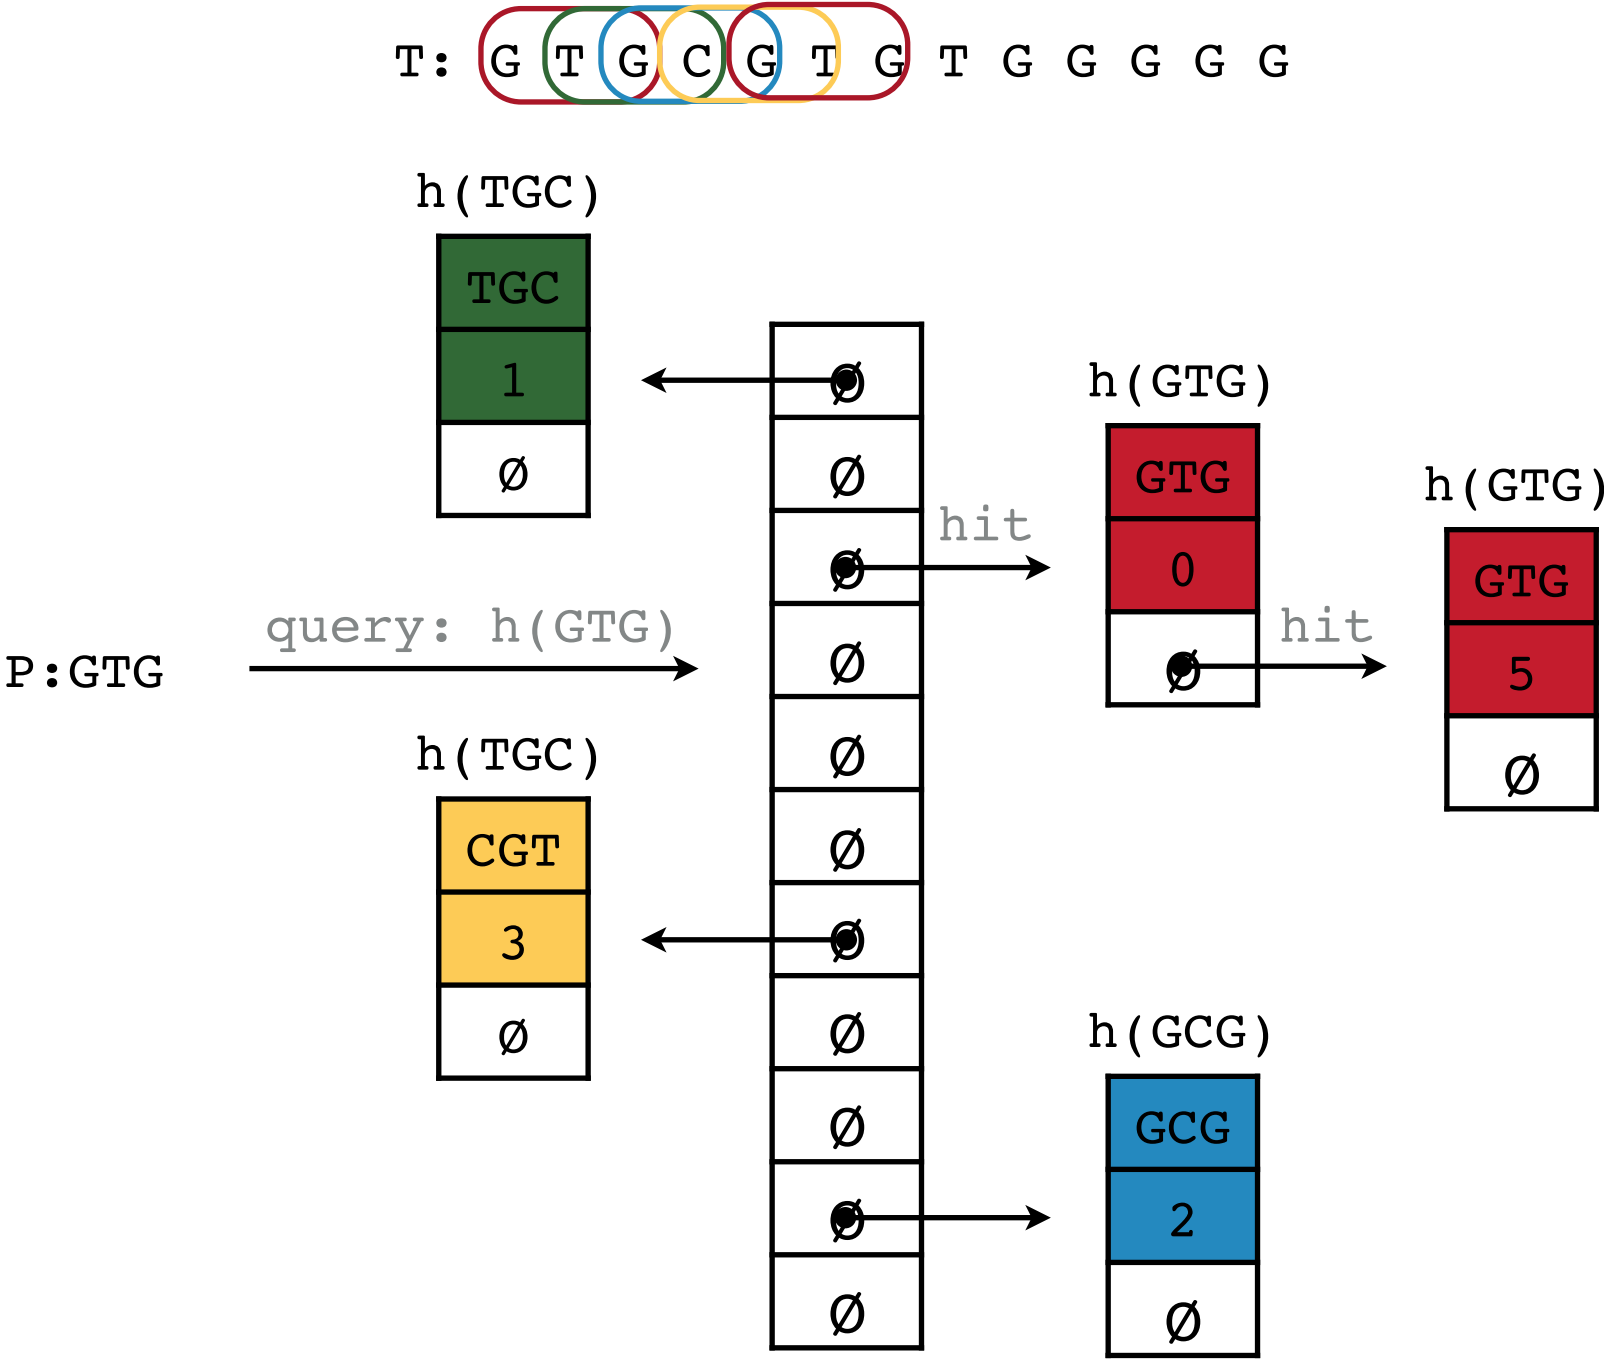 T: G T G C G T G T G G G G G
h(TGC)
TGC
1
Ø
Ø
Ø
Ø
Ø
Ø
Ø
Ø
Ø
Ø
Ø
Ø
h(GTG)
GTG
0
Ø
hit
h(GTG)
GTG
5
Ø
hit
query: h(GTG)
P:GTG
h(TGC)
CGT
3
Ø
h(GCG)
GCG
2
Ø